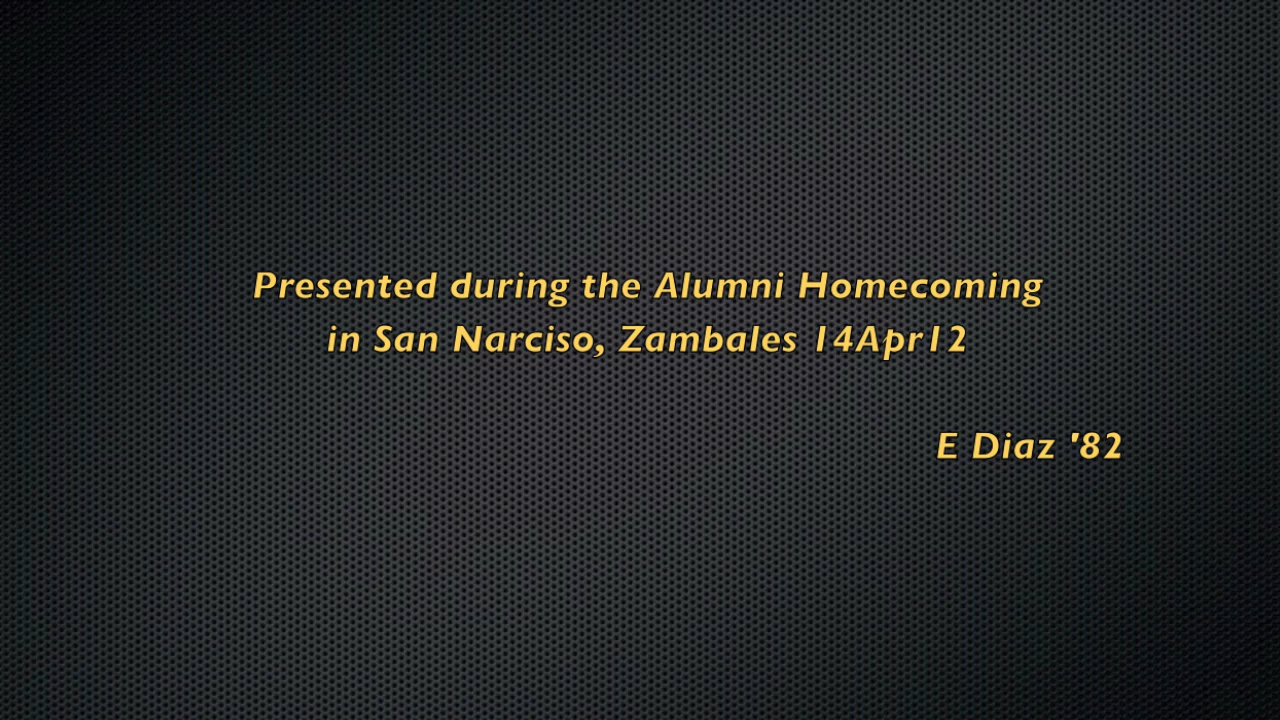 Presented during the Alumni Homecoming
in San Narciso, Zambales 14Apr12
E Diaz '82